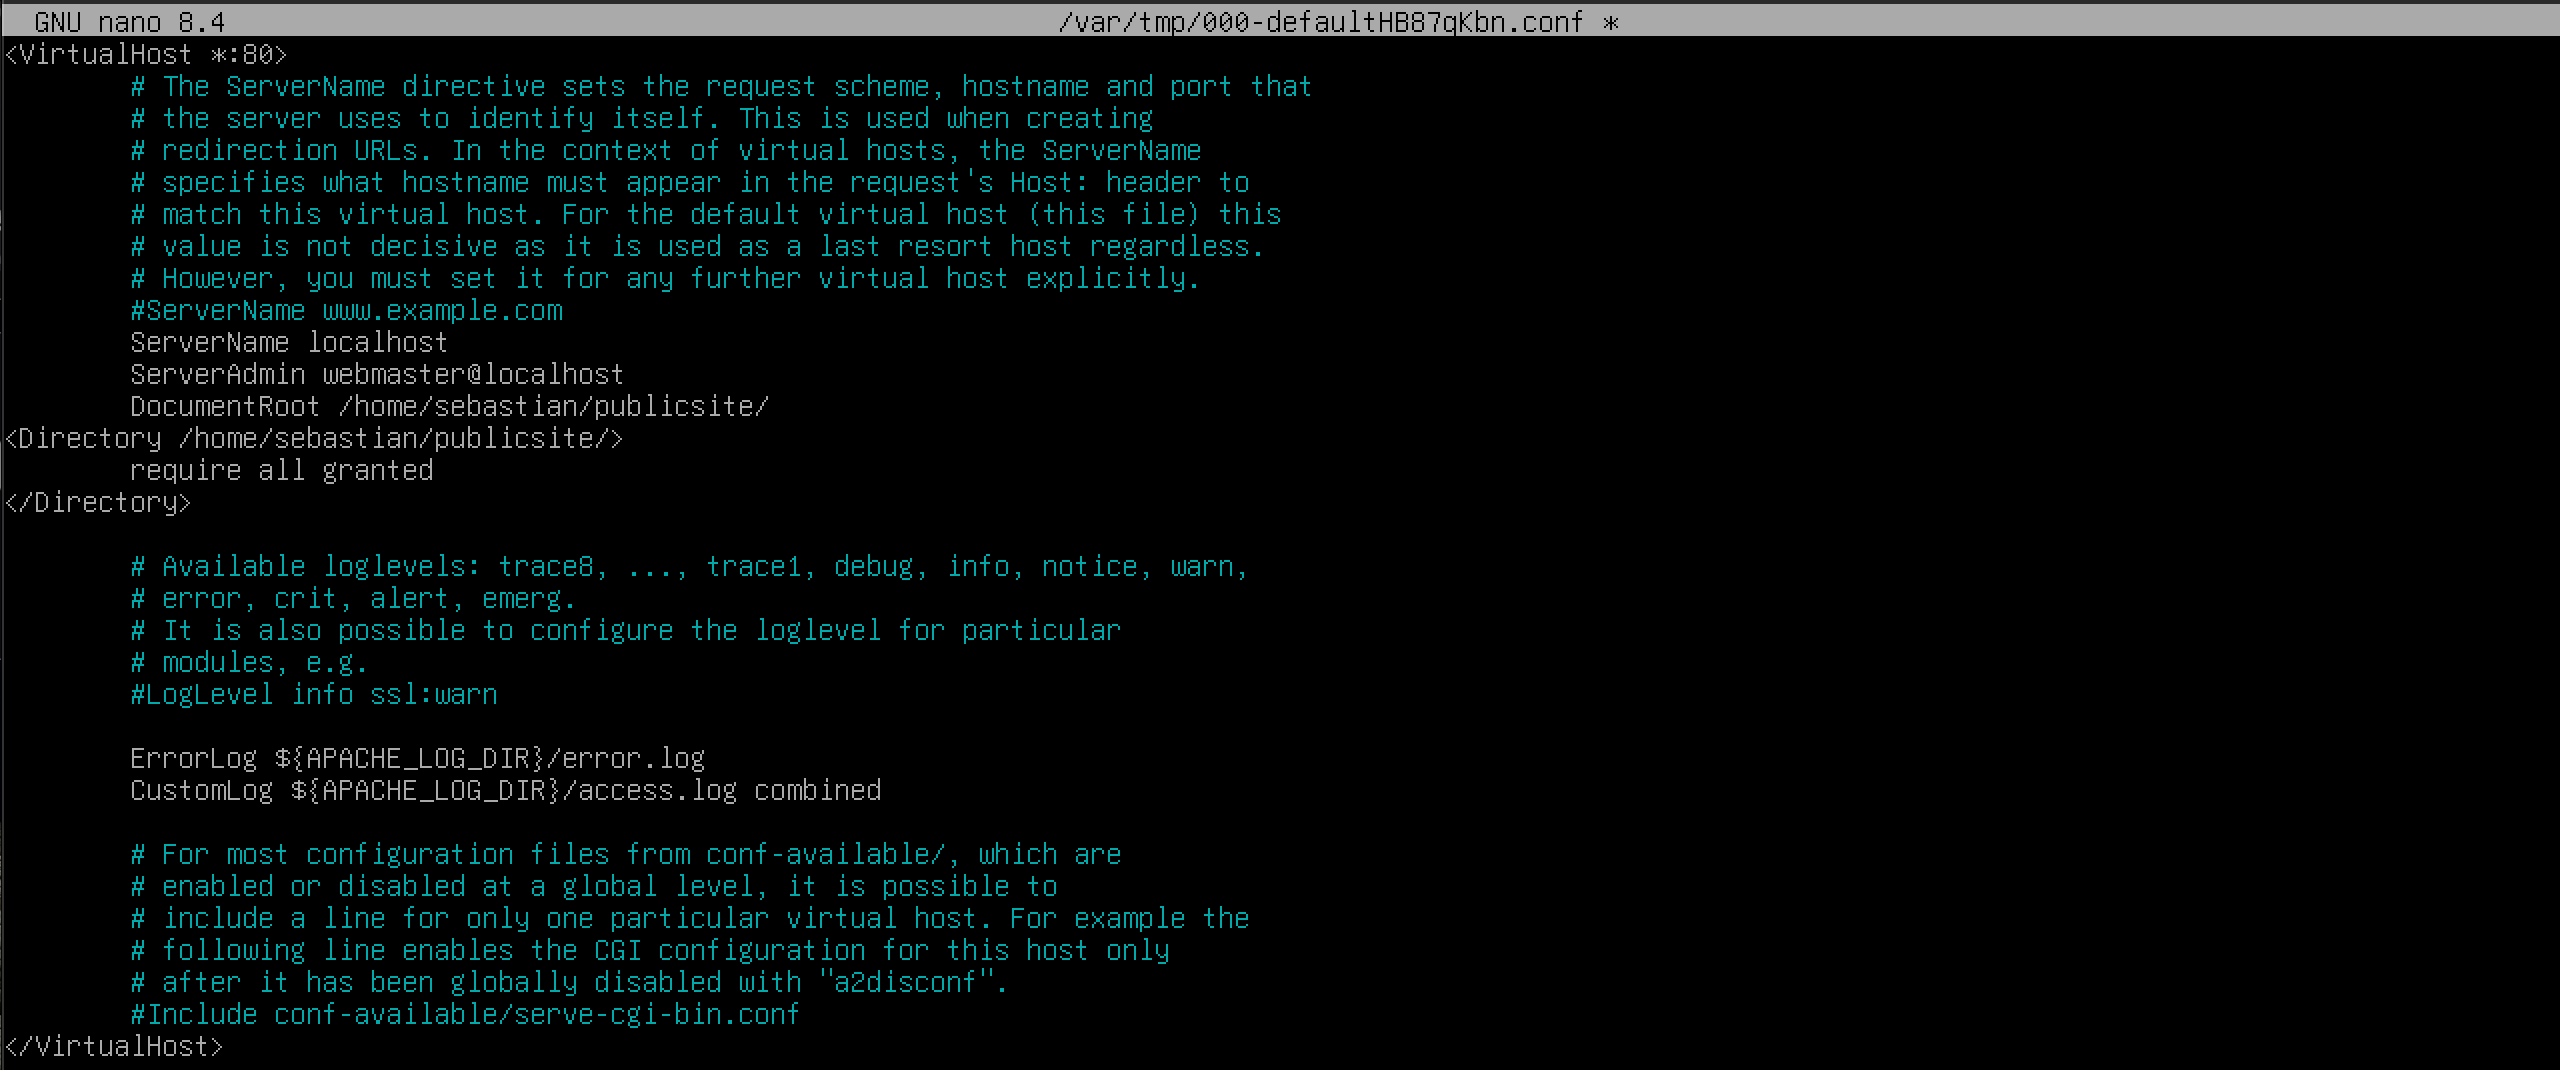 GNU nano 8.4 /var/tmp/000-defaultHB87qKbn.conf *
<VirtualHost *:80>
# The ServerName directive sets the request scheme, hostname and port that
# the server uses to identify itself. This is used when creating
# redirection URLs. In the context of virtual hosts, the ServerName
# specifies what hostname must appear in the request's Host: header to
# match this virtual host. For the default virtual host (this file) this
# value is not decisive as it is used as a last resort host regardless.
# However, you must set it for any further virtual host explicitly.
#ServerName www.example.com
ServerName localhost
ServerAdmin webmaster@localhost
DocumentRoot /home/sebastian/publicsite/
<Directory /home/sebastian/publicsite/>
require all granted
</Directory>
# Available loglevels: trace8, ..., trace1, debug, info, notice, warn,
# error, crit, alert, emerg.
# It is also possible to configure the loglevel for particular
# modules, e.g.
#LogLevel info ssl:warn
ErrorLog ${APACHE_LOG_DIR}/error.log
CustomLog ${APACHE_LOG_DIR}/access.log combined
# For most configuration files from conf-available/, which are
# enabled or disabled at a global level, it is possible to
# include a line for only one particular virtual host. For example the
# following line enables the CGI configuration for this host only
# after it has been globally disabled with "a2disconf".
#Include conf-available/serve-cgi-bin.conf
</VirtualHost>